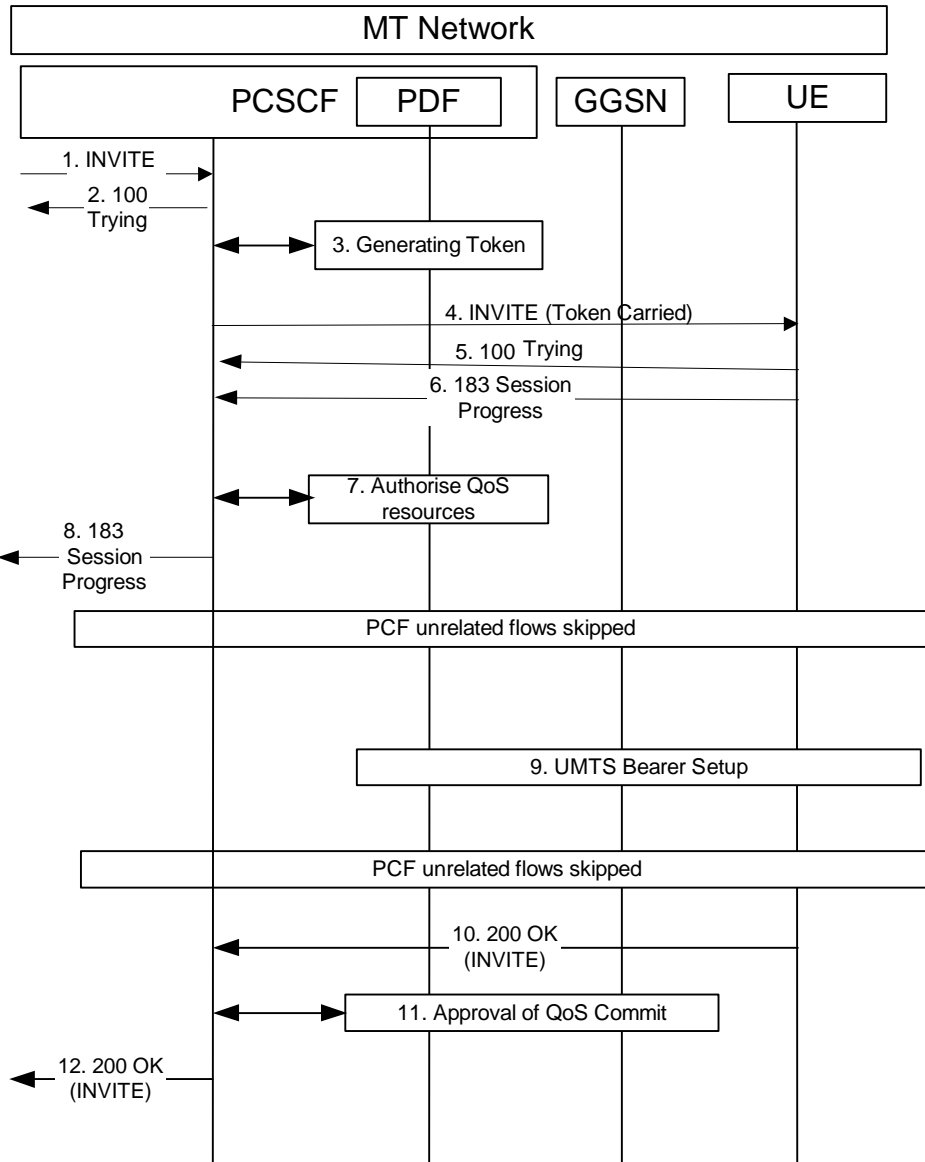 MT Network
PCSCF
PDF
GGSN
UE
1. INVITE
2. 100
Trying
3. Generating Token
4. INVITE (Token Carried)
5. 100 Trying
6. 183 Session
Progress
7. Authorise QoS
resources
8. 183
Session
Progress
PCF unrelated flows skipped
9. UMTS Bearer Setup
PCF unrelated flows skipped
10. 200 OK
(INVITE)
11. Approval of QoS Commit
12. 200 OK
(INVITE)